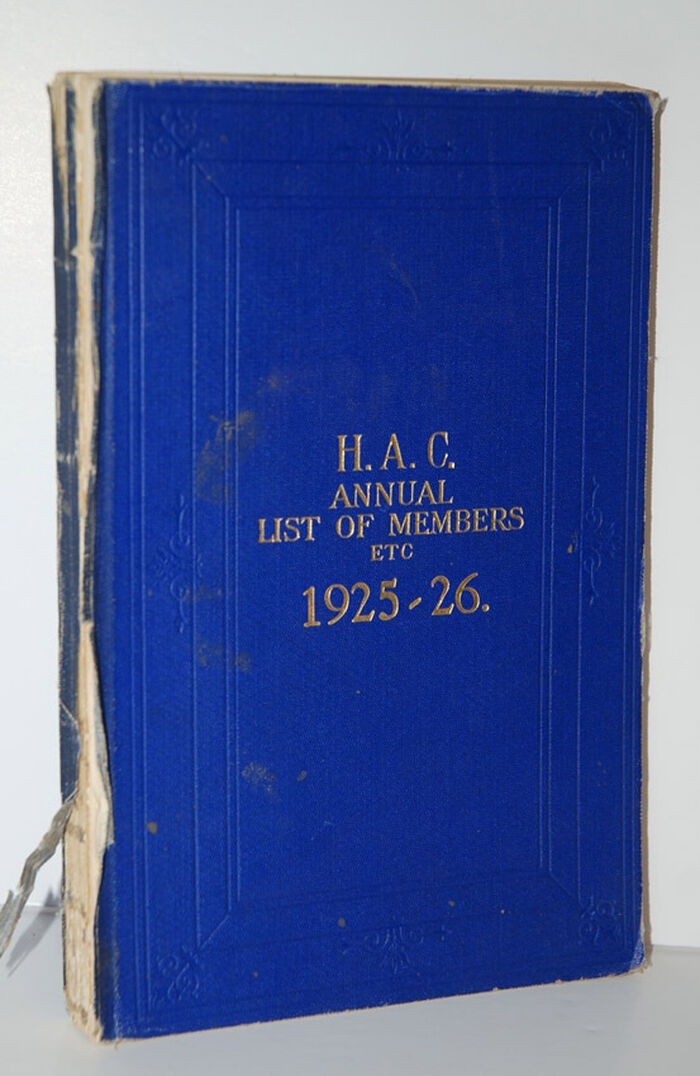 H. A. C.
ANNUAL
LIST OF MEMBERS
ETC
1925-26.